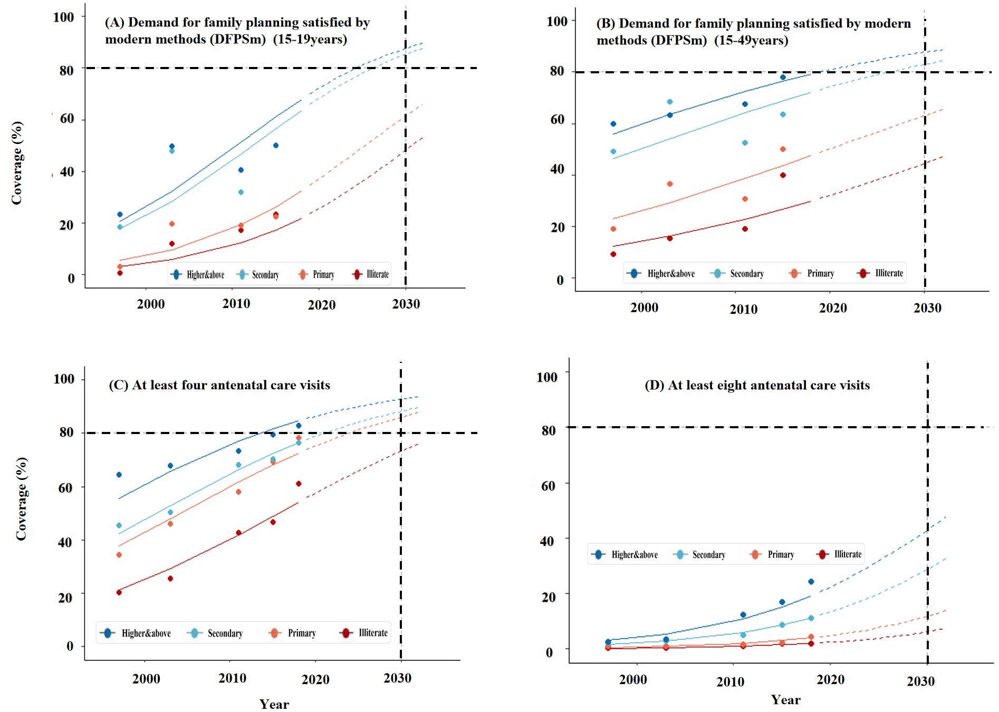 (A) Demand for family planning satisfied by
modern methods (DFPSm) (15-19years)
Coverage (%)
100
80
60
40
20
0
Higher&above
Secondary
Primary
Illiterate
2000
2010
2020
2030
(B) Demand for family planning satisfied by modern
methods (DFPSm) (15-49years)
100
80
60
40
20
0
Higher&above
Secondary
Primary
Illiterate
2000
2010
2020
2030
(C) At least four antenatal care visits
Coverage (%)
100
80
60
40
20
0
Higher&above
Secondary
Primary
Illiterate
2000
2010
2020
2030
Year
(D) At least eight antenatal care visits
100
80
60
40
20
0
Higher&above
Secondary
Primary
Illiterate
2000
2010
2020
2030
Year